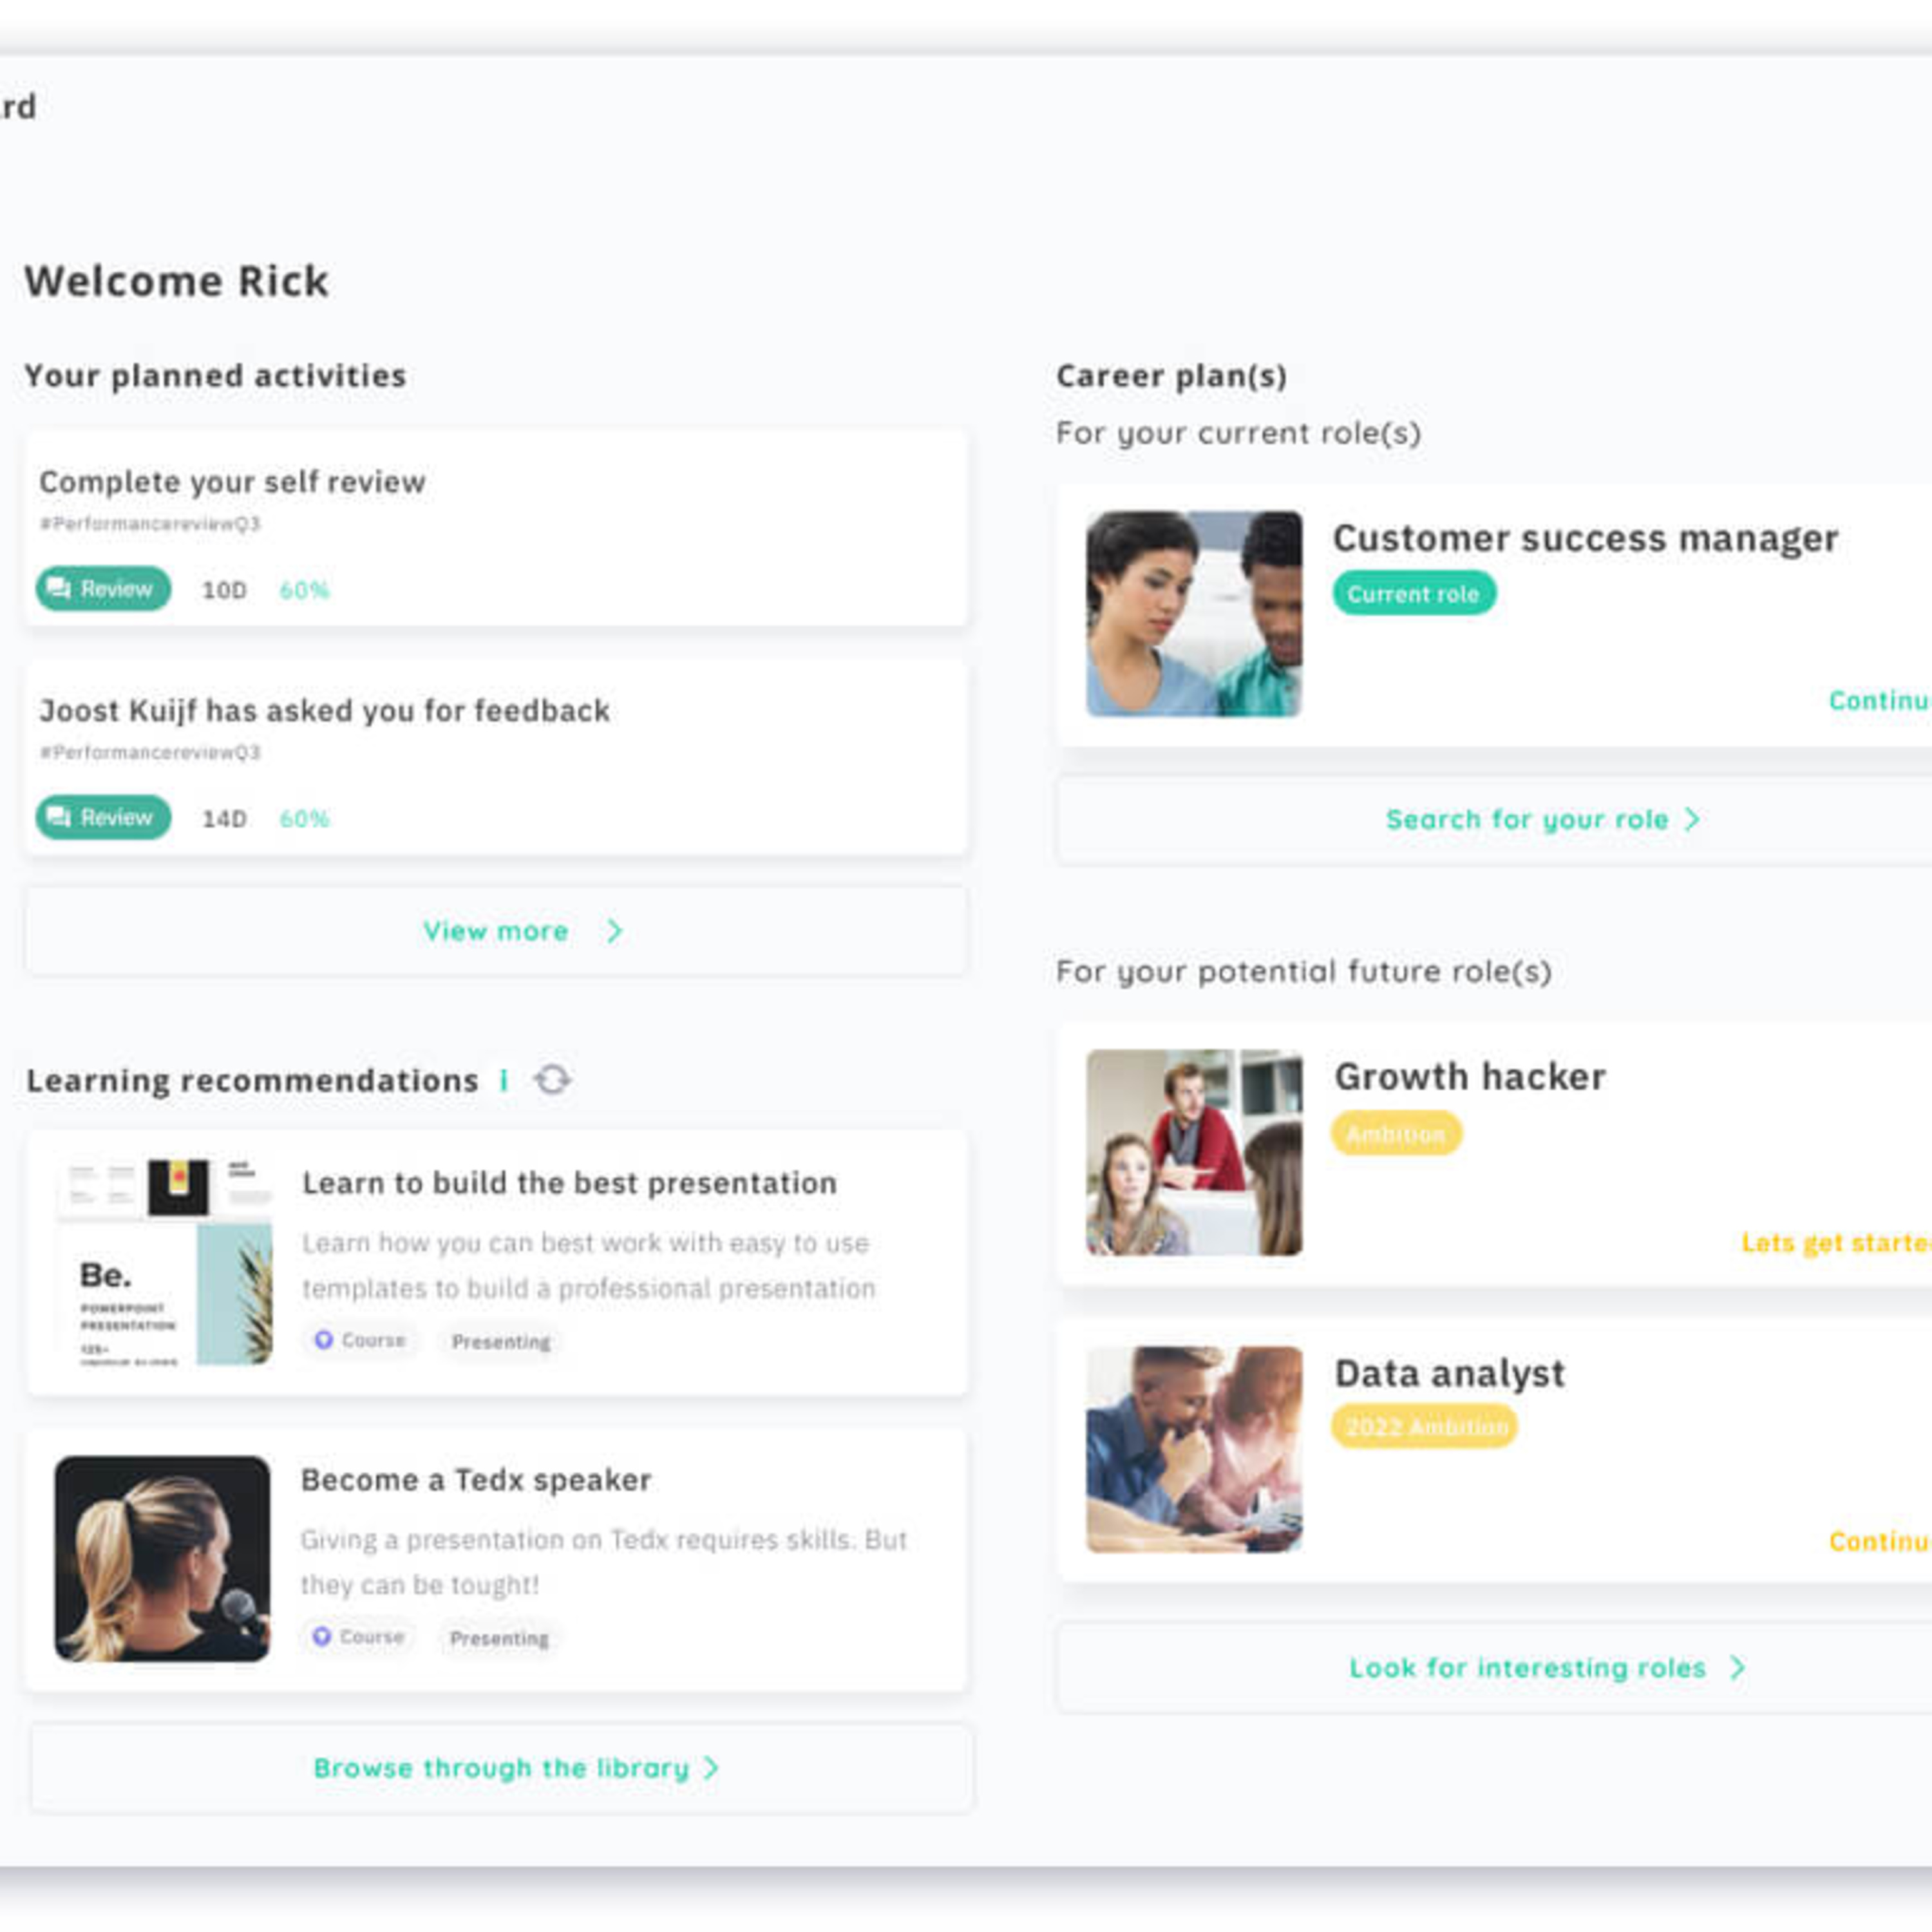 rd
Welcome Rick
Your planned activities
Complete your self review
#PerformancereviewQ3
Review 10D 60%
Joost Kuijf has asked you for feedback
#PerformancereviewQ3
Review 14D 60%
View more
Learning recommendations i
Learn to build the best presentation
Learn how you can best work with easy to use
templates to build a professional presentation
Course Presenting
Be.
POWERPOINT
PRESENTATION
125+
Become a Tedx speaker
Giving a presentation on Tedx requires skills. But
they can be tought!
Course Presenting
Browse through the library
Career plan(s)
For your current role(s)
Customer success manager
Current role
Continu
Search for your role
For your potential future role(s)
Growth hacker
Ambition
Lets get starte
Data analyst
2022 Ambition
Continu
Look for interesting roles